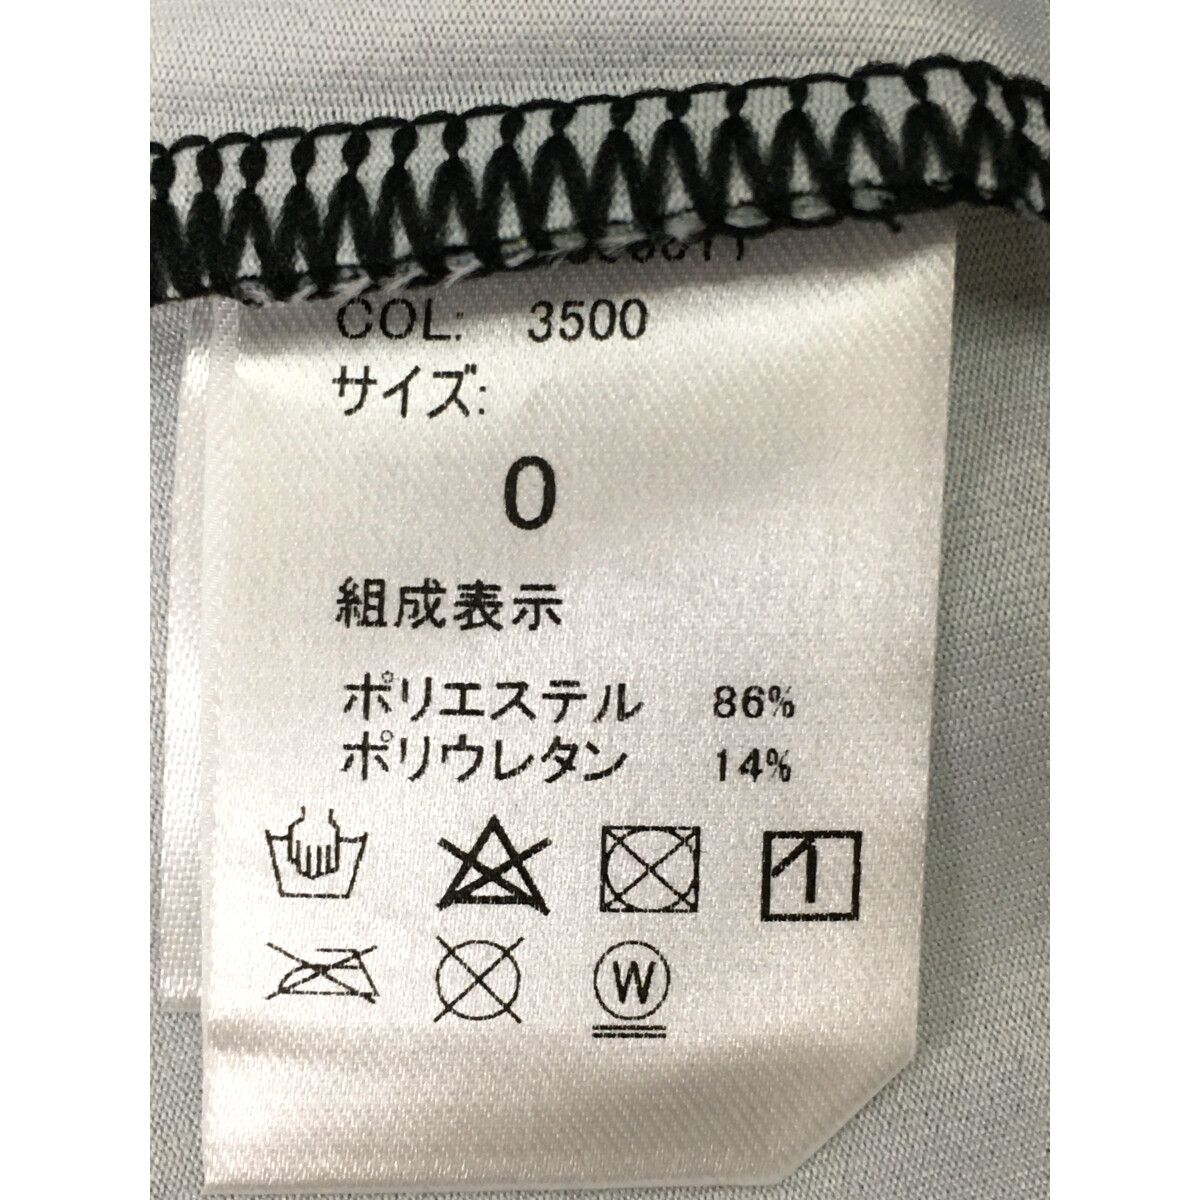 COL: 3500
サイズ:
0
組成表示
ポリエステル 86%
ポリウレタン 14%
W